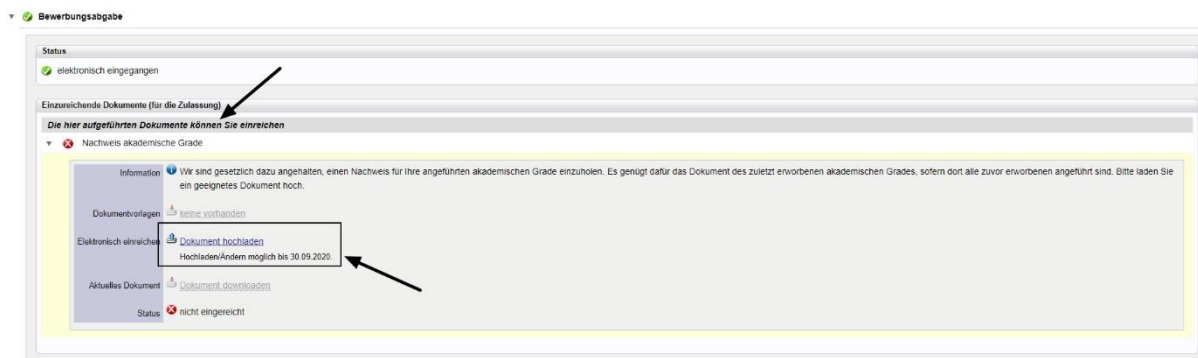 Bewerbungsabgabe
Status
elektronisch eingegangen
Einzureichende Dokumente (für die Zulassung)
Die hier aufgeführten Dokumente können Sie einreichen
Nachweis akademische Grade
Information Wir sind gesetzlich dazu angehalten, einen Nachweis für Ihre angeführten akademischen Grade einzuholen. Es genügt dafür das Dokument des zuletzt erworbenen akademischen Grades, sofern dort alle zuvor erworbenen angeführt sind. Bitte laden Sie
ein geeignetes Dokument hoch.
Dokumentvorlagen keine vorhanden
Elektronisch einreichen Dokument hochladen
Hochladen/Ändern möglich bis 30.09.2020.
Aktuelles Dokument Dokument downloaden
Status nicht eingereicht